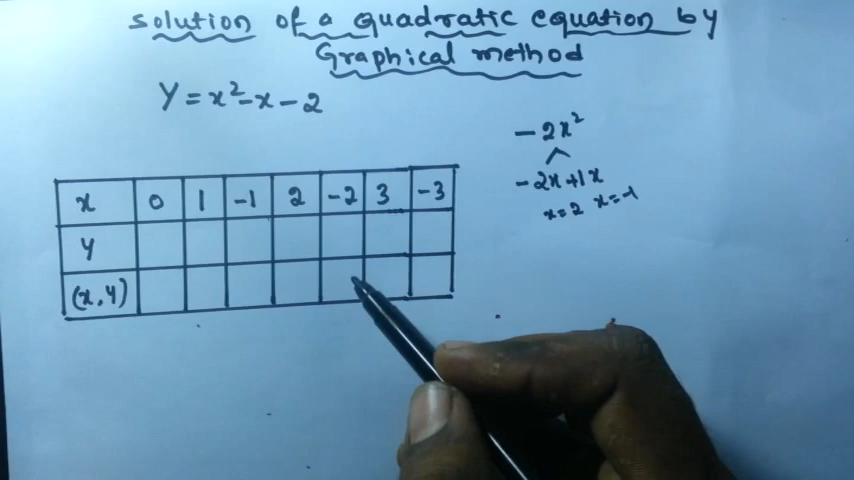 solution of a quadratic equation by
Graphical method
Y = x² - x - 2
- 2x²
- 2x + 1x
x = 2 x = -1
x 0 1 -1 2 -2 3 -3
y
(x, y)